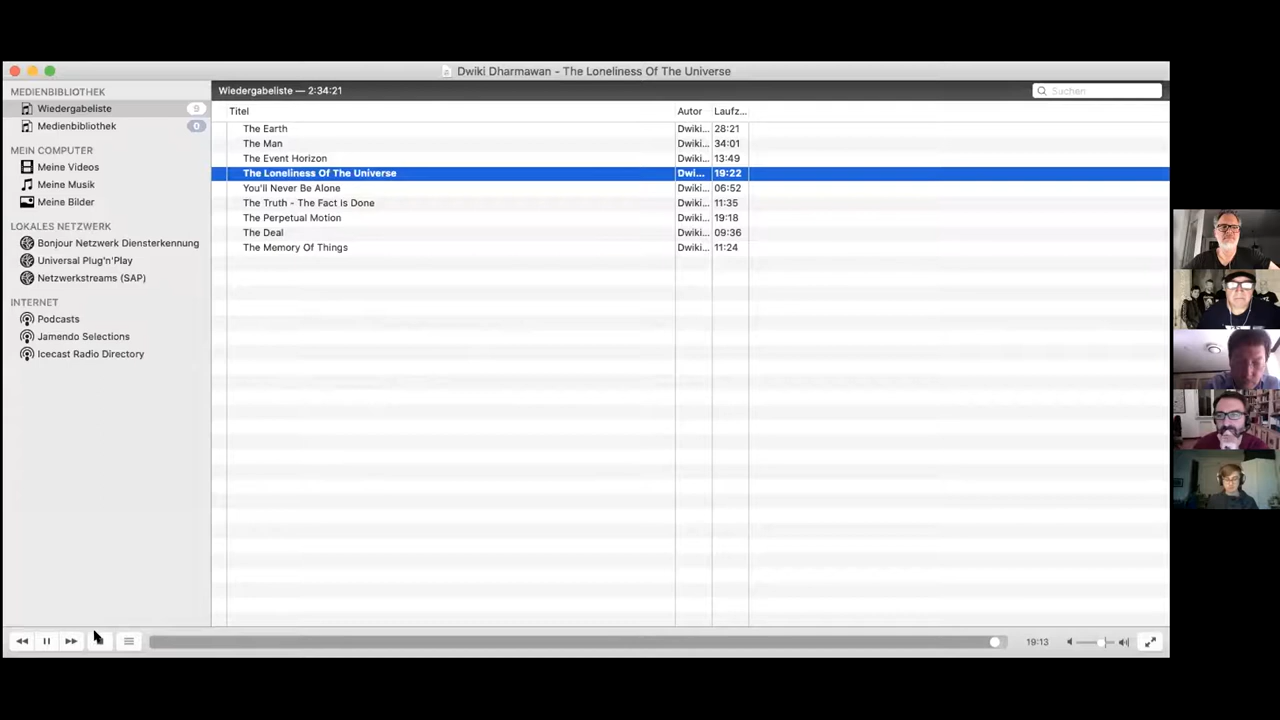 Dwiki Dharmawan - The Loneliness Of The Universe
MEDIENBIBLIOTHEK
Wiedergabeliste 9
Medienbibliothek 0
MEIN COMPUTER
Meine Videos
Meine Musik
Meine Bilder
LOKALES NETZWERK
Bonjour Netzwerk Diensterkennung
Universal Plug'n'Play
Netzwerkstreams (SAP)
INTERNET
Podcasts
Jamendo Selections
Icecast Radio Directory
Wiedergabeliste — 2:34:21
Suchen
Titel Autor Laufz...
The Earth Dwiki... 28:21
The Man Dwiki... 34:01
The Event Horizon Dwiki... 13:49
The Loneliness Of The Universe Dwi... 19:22
You'll Never Be Alone Dwiki... 06:52
The Truth - The Fact Is Done Dwiki... 11:35
The Perpetual Motion Dwiki... 19:18
The Deal Dwiki... 09:36
The Memory Of Things Dwiki... 11:24
19:13